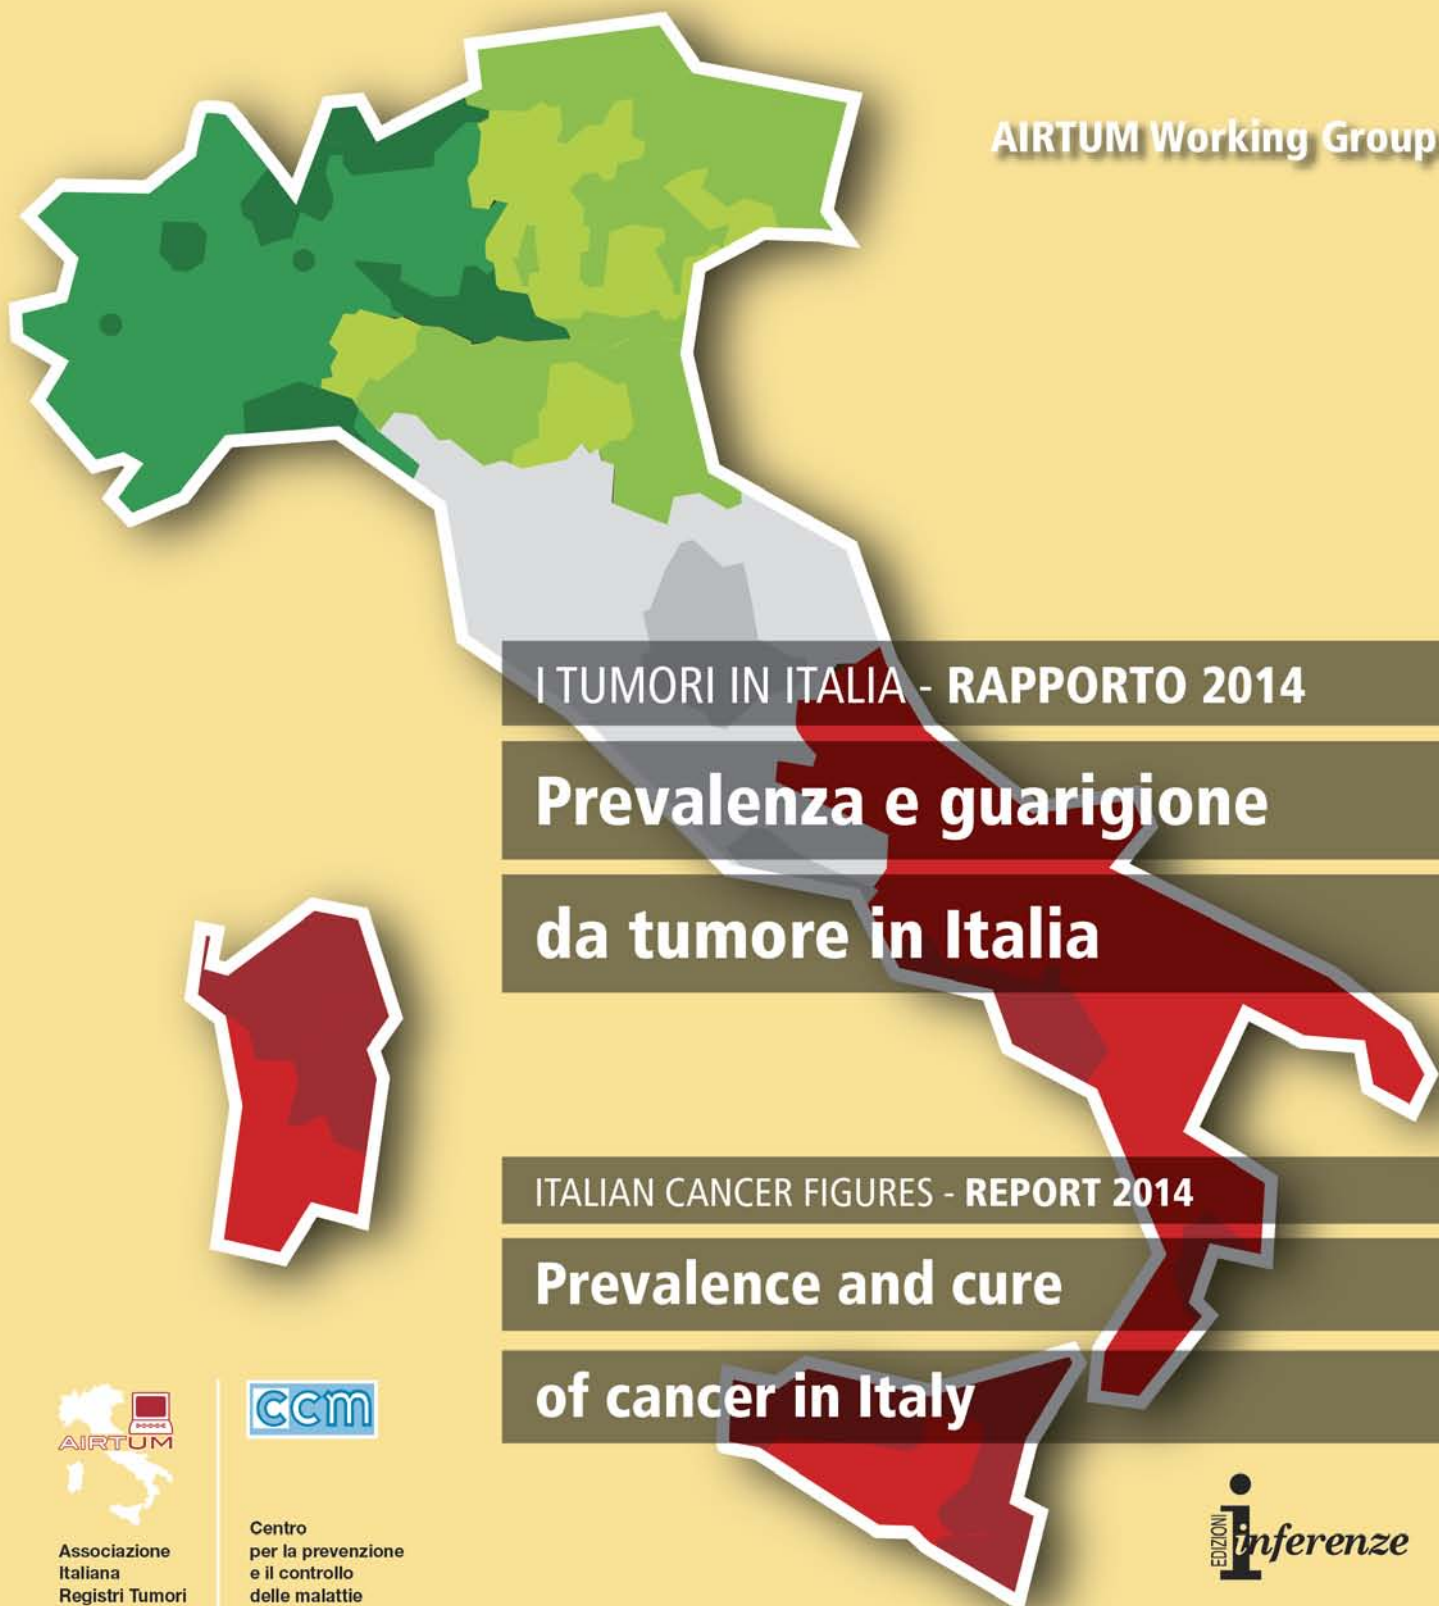 AIRTUM Working Group
I TUMORI IN ITALIA - RAPPORTO 2014
Prevalenza e guarigione
da tumore in Italia
ITALIAN CANCER FIGURES - REPORT 2014
Prevalence and cure
of cancer in Italy
AIRTUM
Associazione
Italiana
Registri Tumori
ccm
Centro
per la prevenzione
e il controllo
delle malattie
EDIZIONI
inferenze